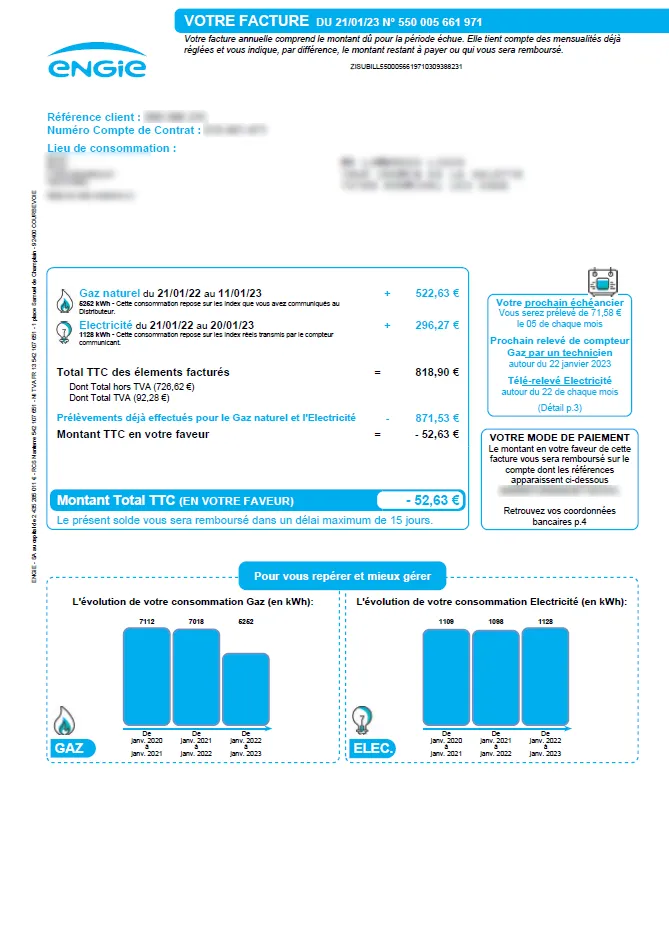 VOTRE FACTURE DU 21/01/23 N° 550 005 661 971
Votre facture annuelle comprend le montant dû pour la période échue. Elle tient compte des mensualités déjà
réglées et vous indique, par différence, le montant restant à payer ou qui vous sera remboursé.
ENGIE
ZISUBILL5500056619710309388231
Référence client :
Numéro Compte de Contrat :
Lieu de consommation :
ENGIE - SA au capital de 2 435 285 011 € - RCS Nanterre 542 107 651 - NI TVA FR 13 542 107 651 - 1 place Samuel de Champlain - 92400 COURBEVOIE
Gaz naturel du 21/01/22 au 11/01/23 + 522,63 €
5252 kWh - Cette consommation repose sur les index que vous avez communiqués au
Distributeur.
Electricité du 21/01/22 au 20/01/23 + 296,27 €
1128 kWh - Cette consommation repose sur les index réels transmis par le compteur
communicant.
Total TTC des élements facturés = 818,90 €
Dont Total hors TVA (726,62 €)
Dont Total TVA (92,28 €)
Prélèvements déjà effectués pour le Gaz naturel et l'Electricité - 871,53 €
Montant TTC en votre faveur = - 52,63 €
Montant Total TTC (EN VOTRE FAVEUR) - 52,63 €
Le présent solde vous sera remboursé dans un délai maximum de 15 jours.
Votre prochain échéancier
Vous serez prélevé de 71,58 €
le 05 de chaque mois
Prochain relevé de compteur
Gaz par un technicien
autour du 22 janvier 2023
Télé-relevé Electricité
autour du 22 de chaque mois
(Détail p.3)
VOTRE MODE DE PAIEMENT
Le montant en votre faveur de cette
facture vous sera remboursé sur le
compte dont les références
apparaissent ci-dessous
Retrouvez vos coordonnées
bancaires p.4
Pour vous repérer et mieux gérer
L'évolution de votre consommation Gaz (en kWh):
7112 7018 5252
De janv. 2020 à janv. 2021
De janv. 2021 à janv. 2022
De janv. 2022 à janv. 2023
GAZ
L'évolution de votre consommation Electricité (en kWh):
1109 1098 1128
De janv. 2020 à janv. 2021
De janv. 2021 à janv. 2022
De janv. 2022 à janv. 2023
ELEC.